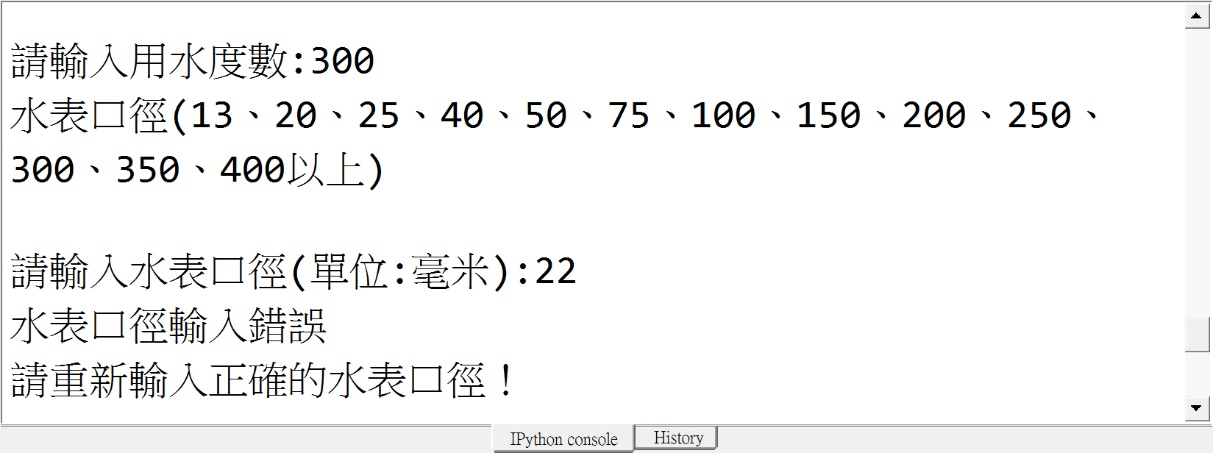 請輸入用水度數:300
水表口徑(13、20、25、40、50、75、100、150、200、250、
300、350、400以上)
請輸入水表口徑(單位:毫米):22
水表口徑輸入錯誤
請重新輸入正確的水表口徑！
IPython console
History